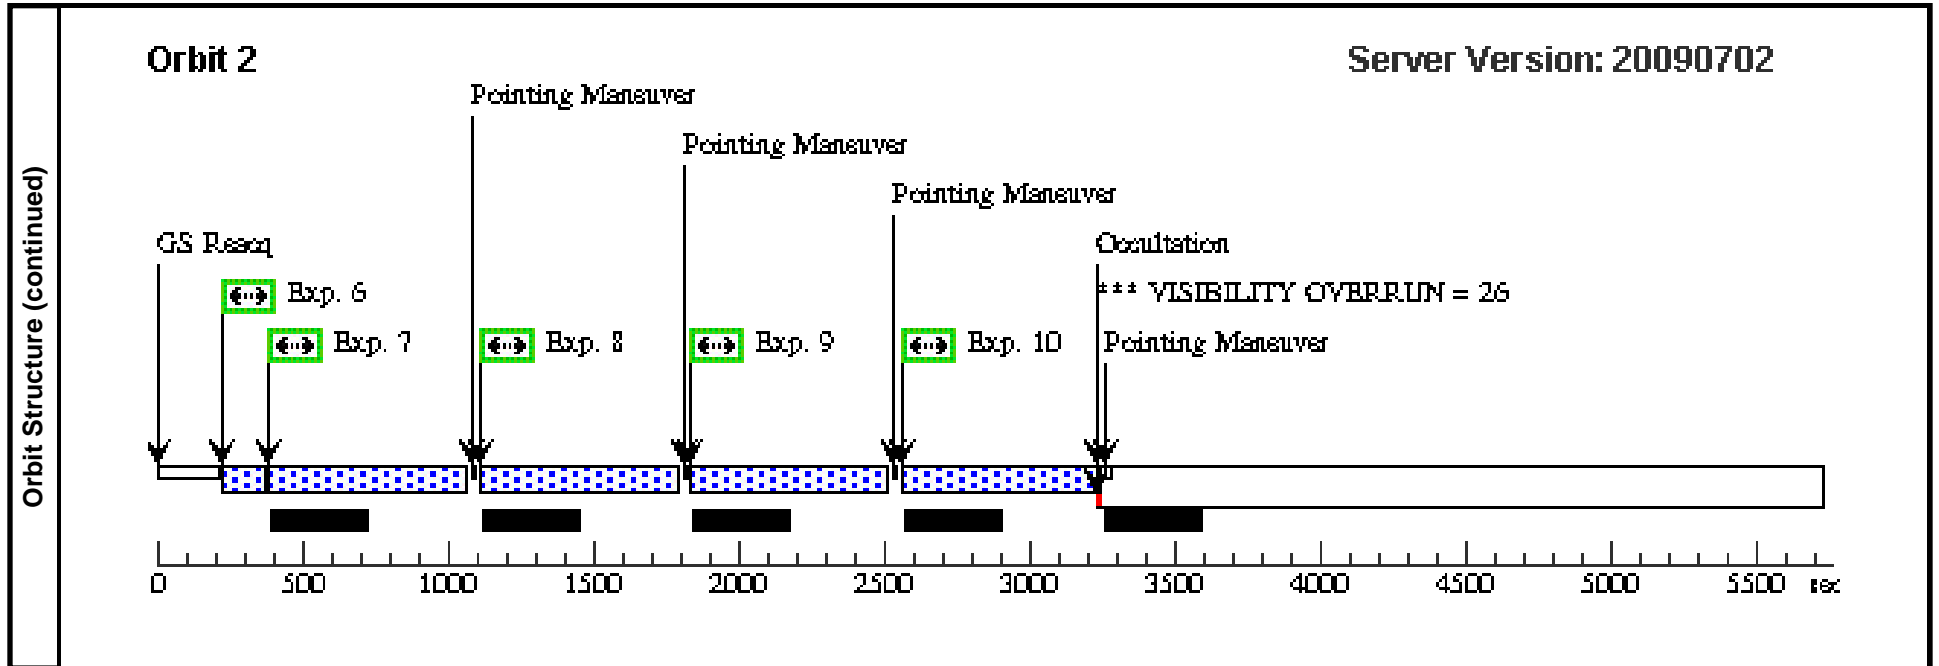 Orbit Structure (continued)
Orbit 2
Server Version: 20090702
Pointing Maneuver
Pointing Maneuver
Pointing Maneuver
GS Reacq
Occultation
Exp. 6
*** VISIBILITY OVERRUN = 26
Exp. 7
Exp. 8
Exp. 9
Exp. 10
Pointing Maneuver
0 500 1000 1500 2000 2500 3000 3500 4000 4500 5000 5500 sec